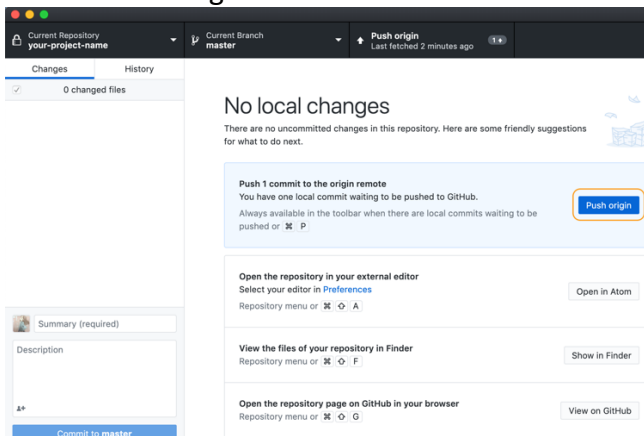 Current Repository
your-project-name
Current Branch
master
Push origin
Last fetched 2 minutes ago
1
Changes
History
0 changed files
No local changes
There are no uncommitted changes in this repository. Here are some friendly suggestions
for what to do next.
Push 1 commit to the origin remote
You have one local commit waiting to be pushed to GitHub.
Always available in the toolbar when there are local commits waiting to be
pushed or ⌘ P
Push origin
Open the repository in your external editor
Select your editor in Preferences
Repository menu or ⌘ ⇧ A
Open in Atom
View the files of your repository in Finder
Repository menu or ⌘ ⇧ F
Show in Finder
Open the repository page on GitHub in your browser
Repository menu or ⌘ ⇧ G
View on GitHub
Summary (required)
Description
Commit to master